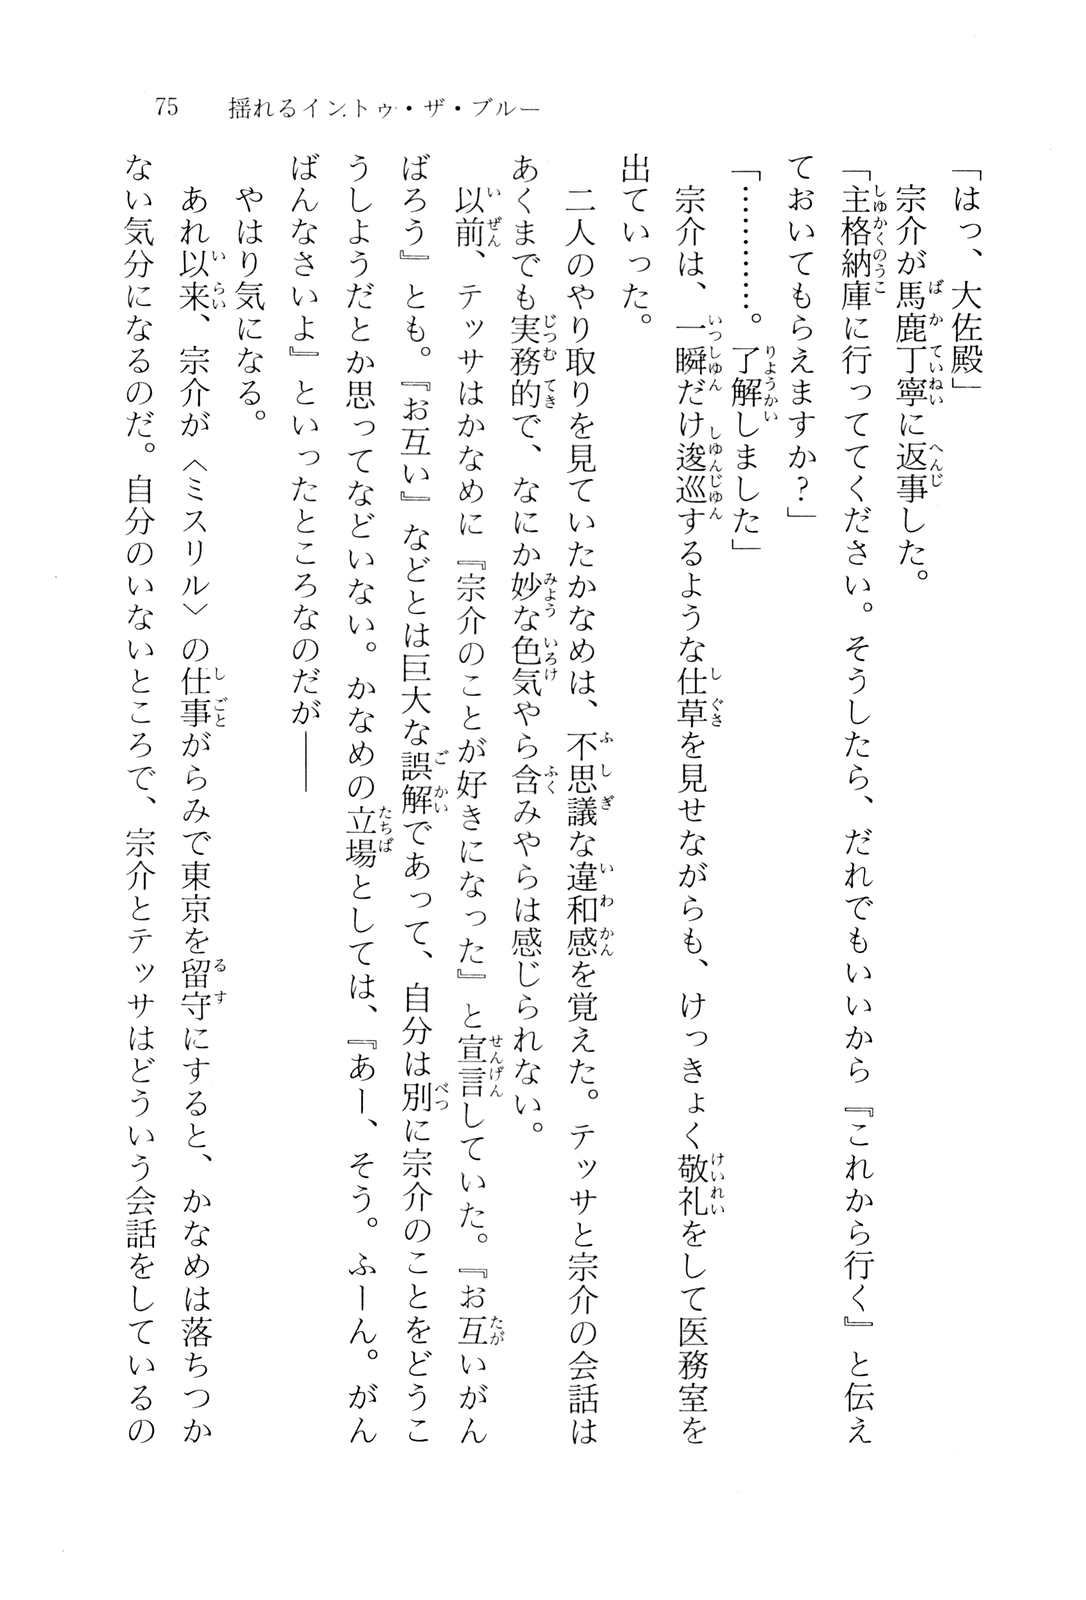 75　揺れるイントゥ・ザ・ブルー
「はっ、大佐殿」
　宗介が馬鹿丁寧に返事した。
「主格納庫に行っててください。そうしたら、だれでもいいから『これから行く』と伝え
ておいてもらえますか？」
「…………。了解しました」
　宗介は、一瞬だけ逡巡するような仕草を見せながらも、けっきょく敬礼をして医務室を
出ていった。
　二人のやり取りを見ていたかなめは、不思議な違和感を覚えた。テッサと宗介の会話は
あくまでも実務的で、なにか妙な色気やら含みやらは感じられない。
　以前、テッサはかなめに『宗介のことが好きになった』と宣言していた。『お互いがん
ばろう』とも。『お互い』などとは巨大な誤解であって、自分は別に宗介のことをどうこ
うしようだとか思ってなどいない。かなめの立場としては、『あー、そう。ふーん。がん
ばんなさいよ』といったところなのだが――
　やはり気になる。
　あれ以来、宗介が〈ミスリル〉の仕事がらみで東京を留守にすると、かなめは落ちつか
ない気分になるのだ。自分のいないところで、宗介とテッサはどういう会話をしているの